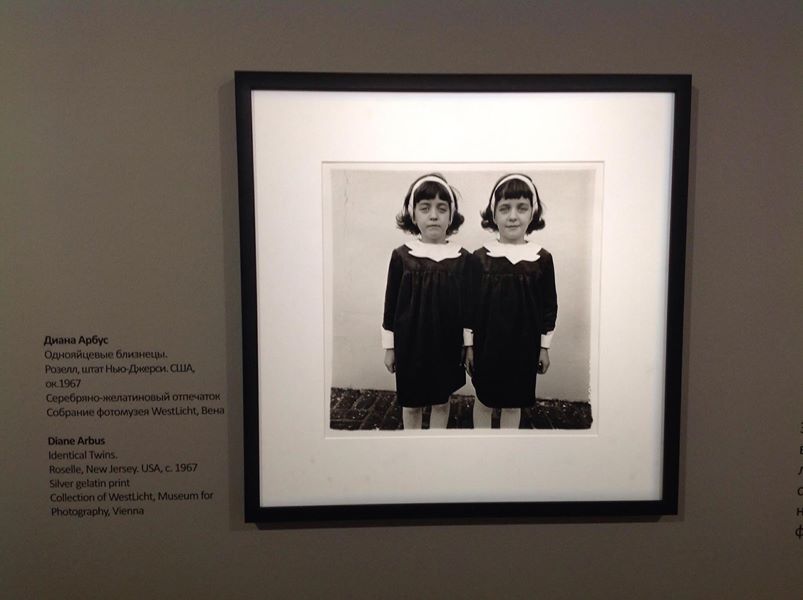 Диана Арбус
Однояйцевые близнецы.
Розелл, штат Нью-Джерси. США,
ок.1967
Серебряно-желатиновый отпечаток
Собрание фотомузея WestLicht, Вена
Diane Arbus
Identical Twins.
Roselle, New Jersey. USA, c. 1967
Silver gelatin print
Collection of WestLicht, Museum for
Photography, Vienna